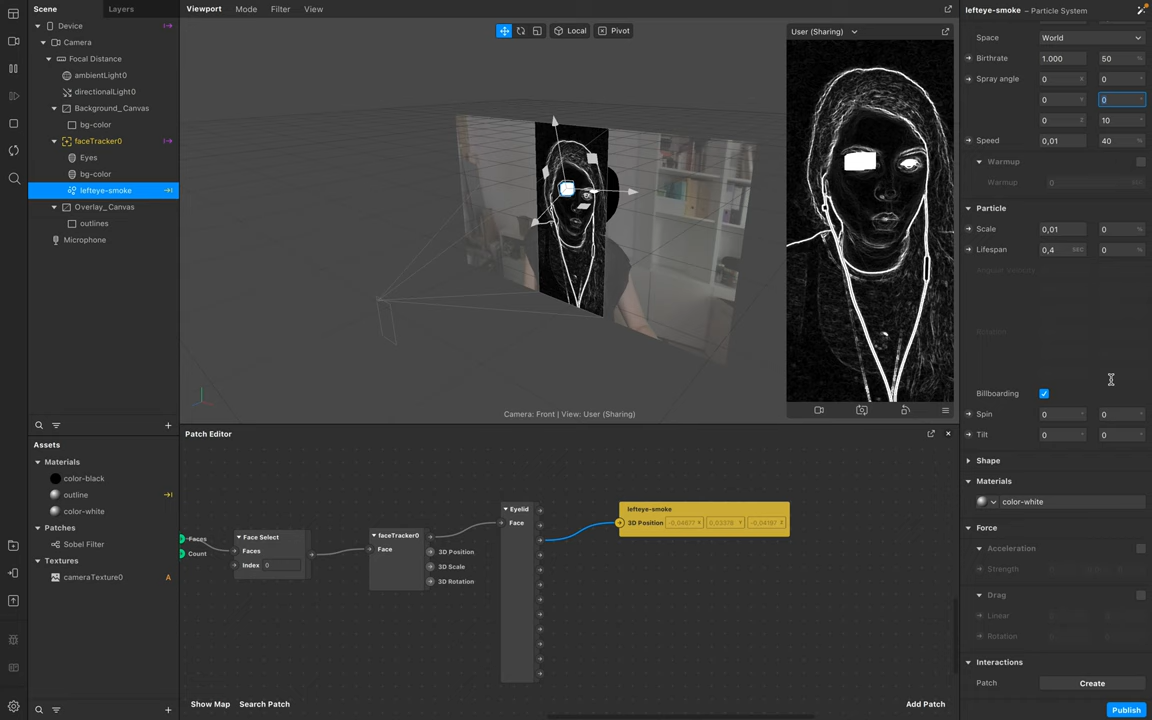 Scene
Layers
Viewport
Mode
Filter
View
lefteye-smoke – Particle System
Device
Camera
Focal Distance
ambientLight0
directionalLight0
Background_Canvas
bg-color
faceTracker0
Eyes
bg-color
lefteye-smoke
Overlay_Canvas
outlines
Microphone
Local
Pivot
User (Sharing)
Camera: Front | View: User (Sharing)
Space
World
Birthrate
1.000
50 %
Spray angle
0 X
0 °
0 Y
0 °
0 Z
10 °
Speed
0,01
40 %
Warmup
Warmup
0 SEC
Particle
Scale
0,01
0 %
Lifespan
0,4 SEC
0 %
Angular Velocity
Rotation
Billboarding
Spin
0 °
0 °
Tilt
0 °
0 °
Shape
Materials
color-white
Force
Acceleration
Strength
Drag
Linear
Rotation
Interactions
Patch
Create
Publish
Assets
Materials
color-black
outline
color-white
Patches
Sobel Filter
Textures
cameraTexture0
A
Patch Editor
Faces
Count
Face Select
Faces
Index
0
faceTracker0
Face
3D Position
3D Scale
3D Rotation
Eyelid
Face
lefteye-smoke
3D Position
Show Map
Search Patch
Add Patch